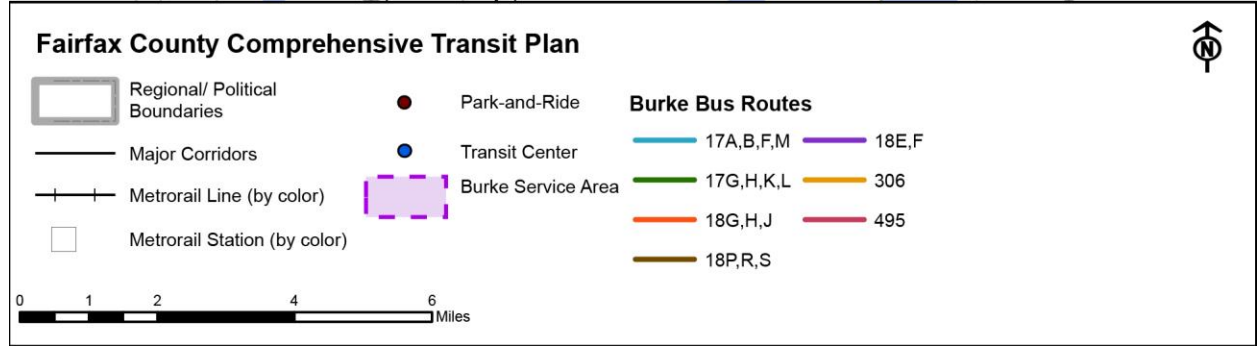 Fairfax County Comprehensive Transit Plan
N
Regional/ Political
Boundaries
Major Corridors
Metrorail Line (by color)
Metrorail Station (by color)
Park-and-Ride
Transit Center
Burke Service Area
Burke Bus Routes
17A,B,F,M
17G,H,K,L
18G,H,J
18P,R,S
18E,F
306
495
0 1 2 4 6
Miles